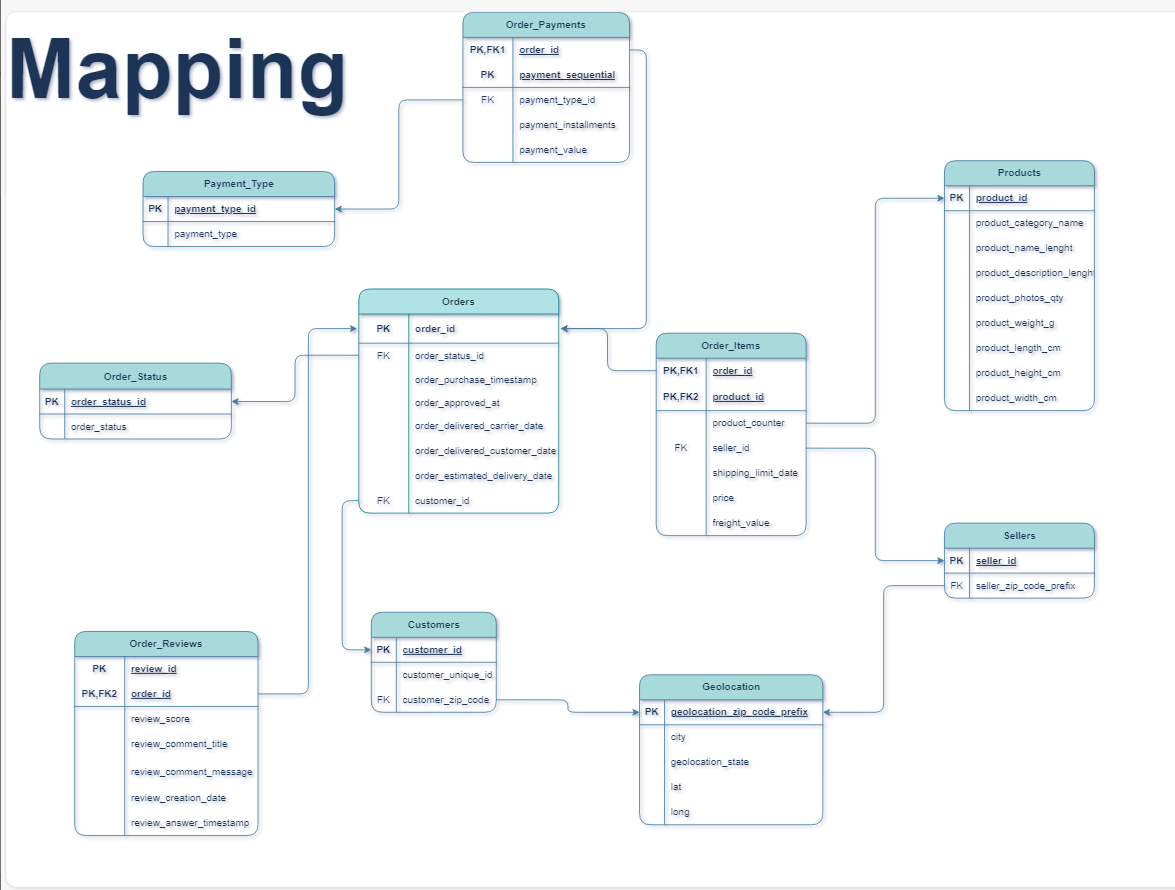 Mapping
Order_Payments
PK,FK1 order_id
PK payment_sequential
FK payment_type_id
payment_installments
payment_value
Payment_Type
PK payment_type_id
payment_type
Products
PK product_id
product_category_name
product_name_lenght
product_description_lengh
product_photos_qty
product_weight_g
product_length_cm
product_height_cm
product_width_cm
Orders
PK order_id
FK order_status_id
order_purchase_timestamp
order_approved_at
order_delivered_carrier_date
order_delivered_customer_date
order_estimated_delivery_date
FK customer_id
Order_Items
PK,FK1 order_id
PK,FK2 product_id
product_counter
FK seller_id
shipping_limit_date
price
freight_value
Order_Status
PK order_status_id
order_status
Sellers
PK seller_id
FK seller_zip_code_prefix
Customers
PK customer_id
customer_unique_id
FK customer_zip_code
Order_Reviews
PK review_id
PK,FK2 order_id
review_score
review_comment_title
review_comment_message
review_creation_date
review_answer_timestamp
Geolocation
PK geolocation_zip_code_prefix
city
geolocation_state
lat
long